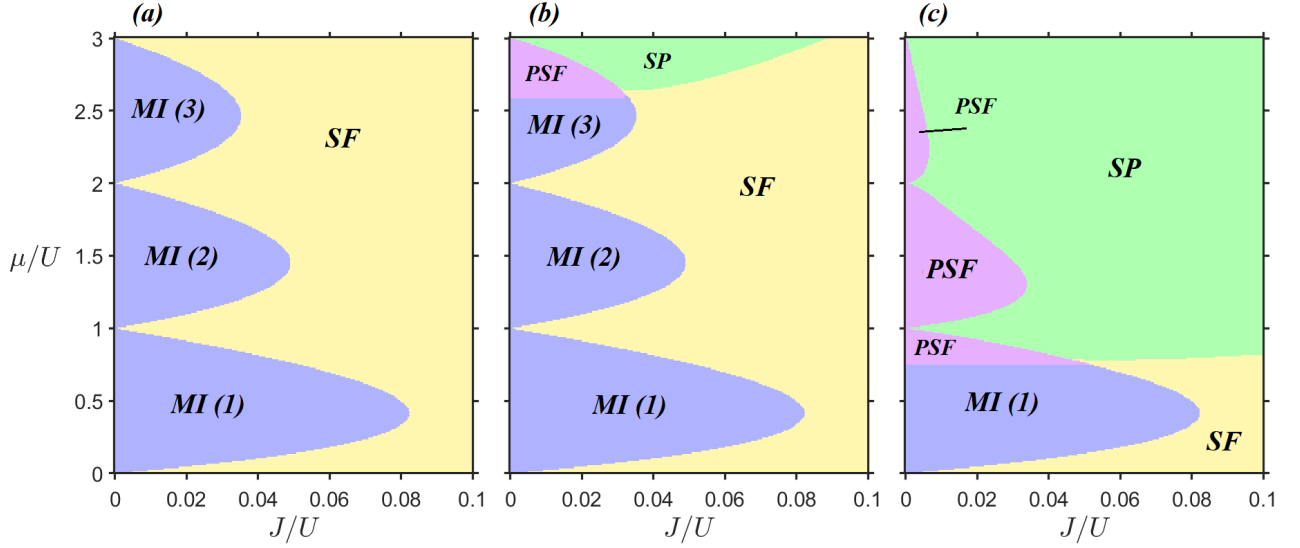 (a)
(b)
(c)
3
2.5
2
1.5
1
0.5
0
μ/U
MI (3)
MI (2)
MI (1)
SF
0 0.02 0.04 0.06 0.08 0.1
J/U
PSF
SP
MI (3)
SF
MI (2)
MI (1)
0 0.02 0.04 0.06 0.08 0.1
J/U
PSF
SP
PSF
PSF
MI (1)
SF
0 0.02 0.04 0.06 0.08 0.1
J/U